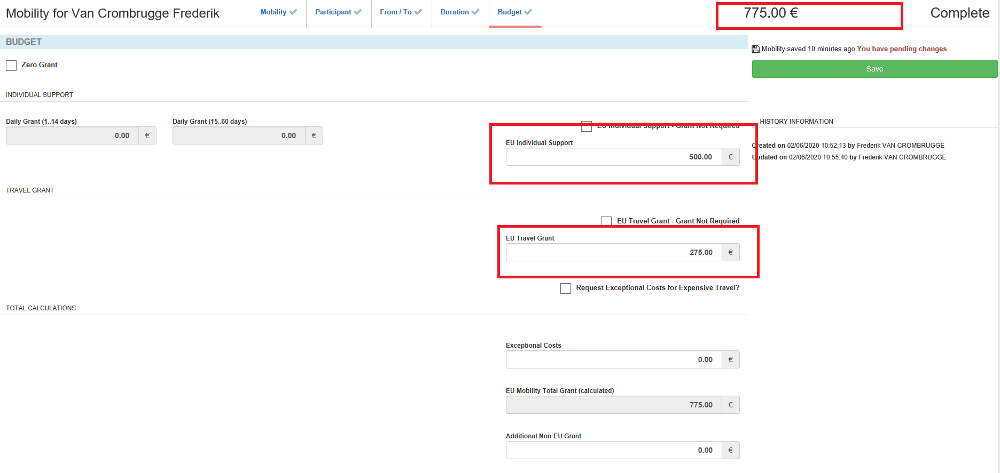 Mobility for Van Crombrugge Frederik
Mobility
Participant
From / To
Duration
Budget
775.00 €
Complete
BUDGET
Mobility saved 10 minutes ago You have pending changes
Save
Zero Grant
INDIVIDUAL SUPPORT
Daily Grant (1..14 days)
0.00 €
Daily Grant (15..60 days)
0.00 €
EU Individual Support - Grant Not Required
EU Individual Support
500.00 €
HISTORY INFORMATION
Created on 02/06/2020 10:52:13 by Frederik VAN CROMBRUGGE
Updated on 02/06/2020 10:55:40 by Frederik VAN CROMBRUGGE
TRAVEL GRANT
EU Travel Grant - Grant Not Required
EU Travel Grant
275.00 €
Request Exceptional Costs for Expensive Travel?
TOTAL CALCULATIONS
Exceptional Costs
0.00 €
EU Mobility Total Grant (calculated)
775.00 €
Additional Non-EU Grant
0.00 €